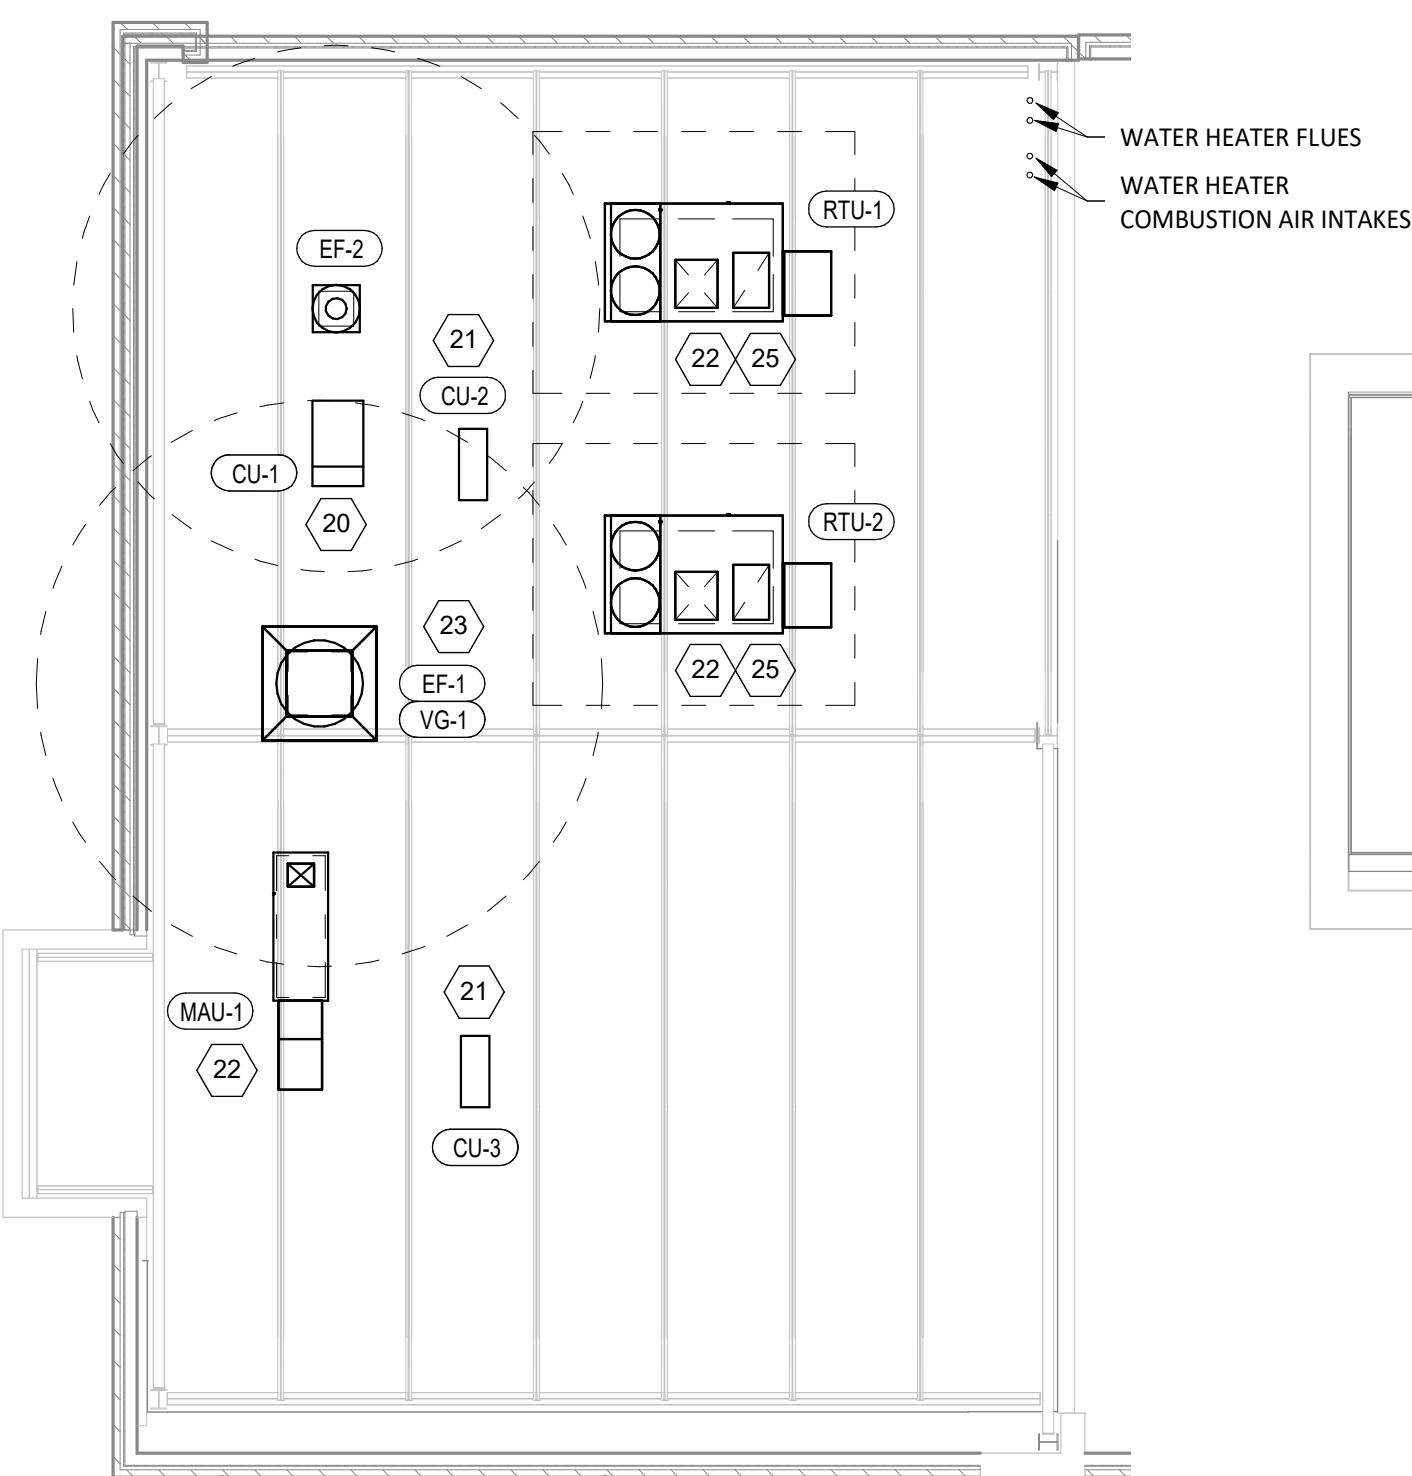 WATER HEATER FLUES
WATER HEATER
COMBUSTION AIR INTAKES
RTU-1
EF-2
21
22
25
CU-2
CU-1
20
RTU-2
23
22
25
EF-1
VG-1
21
MAU-1
22
CU-3